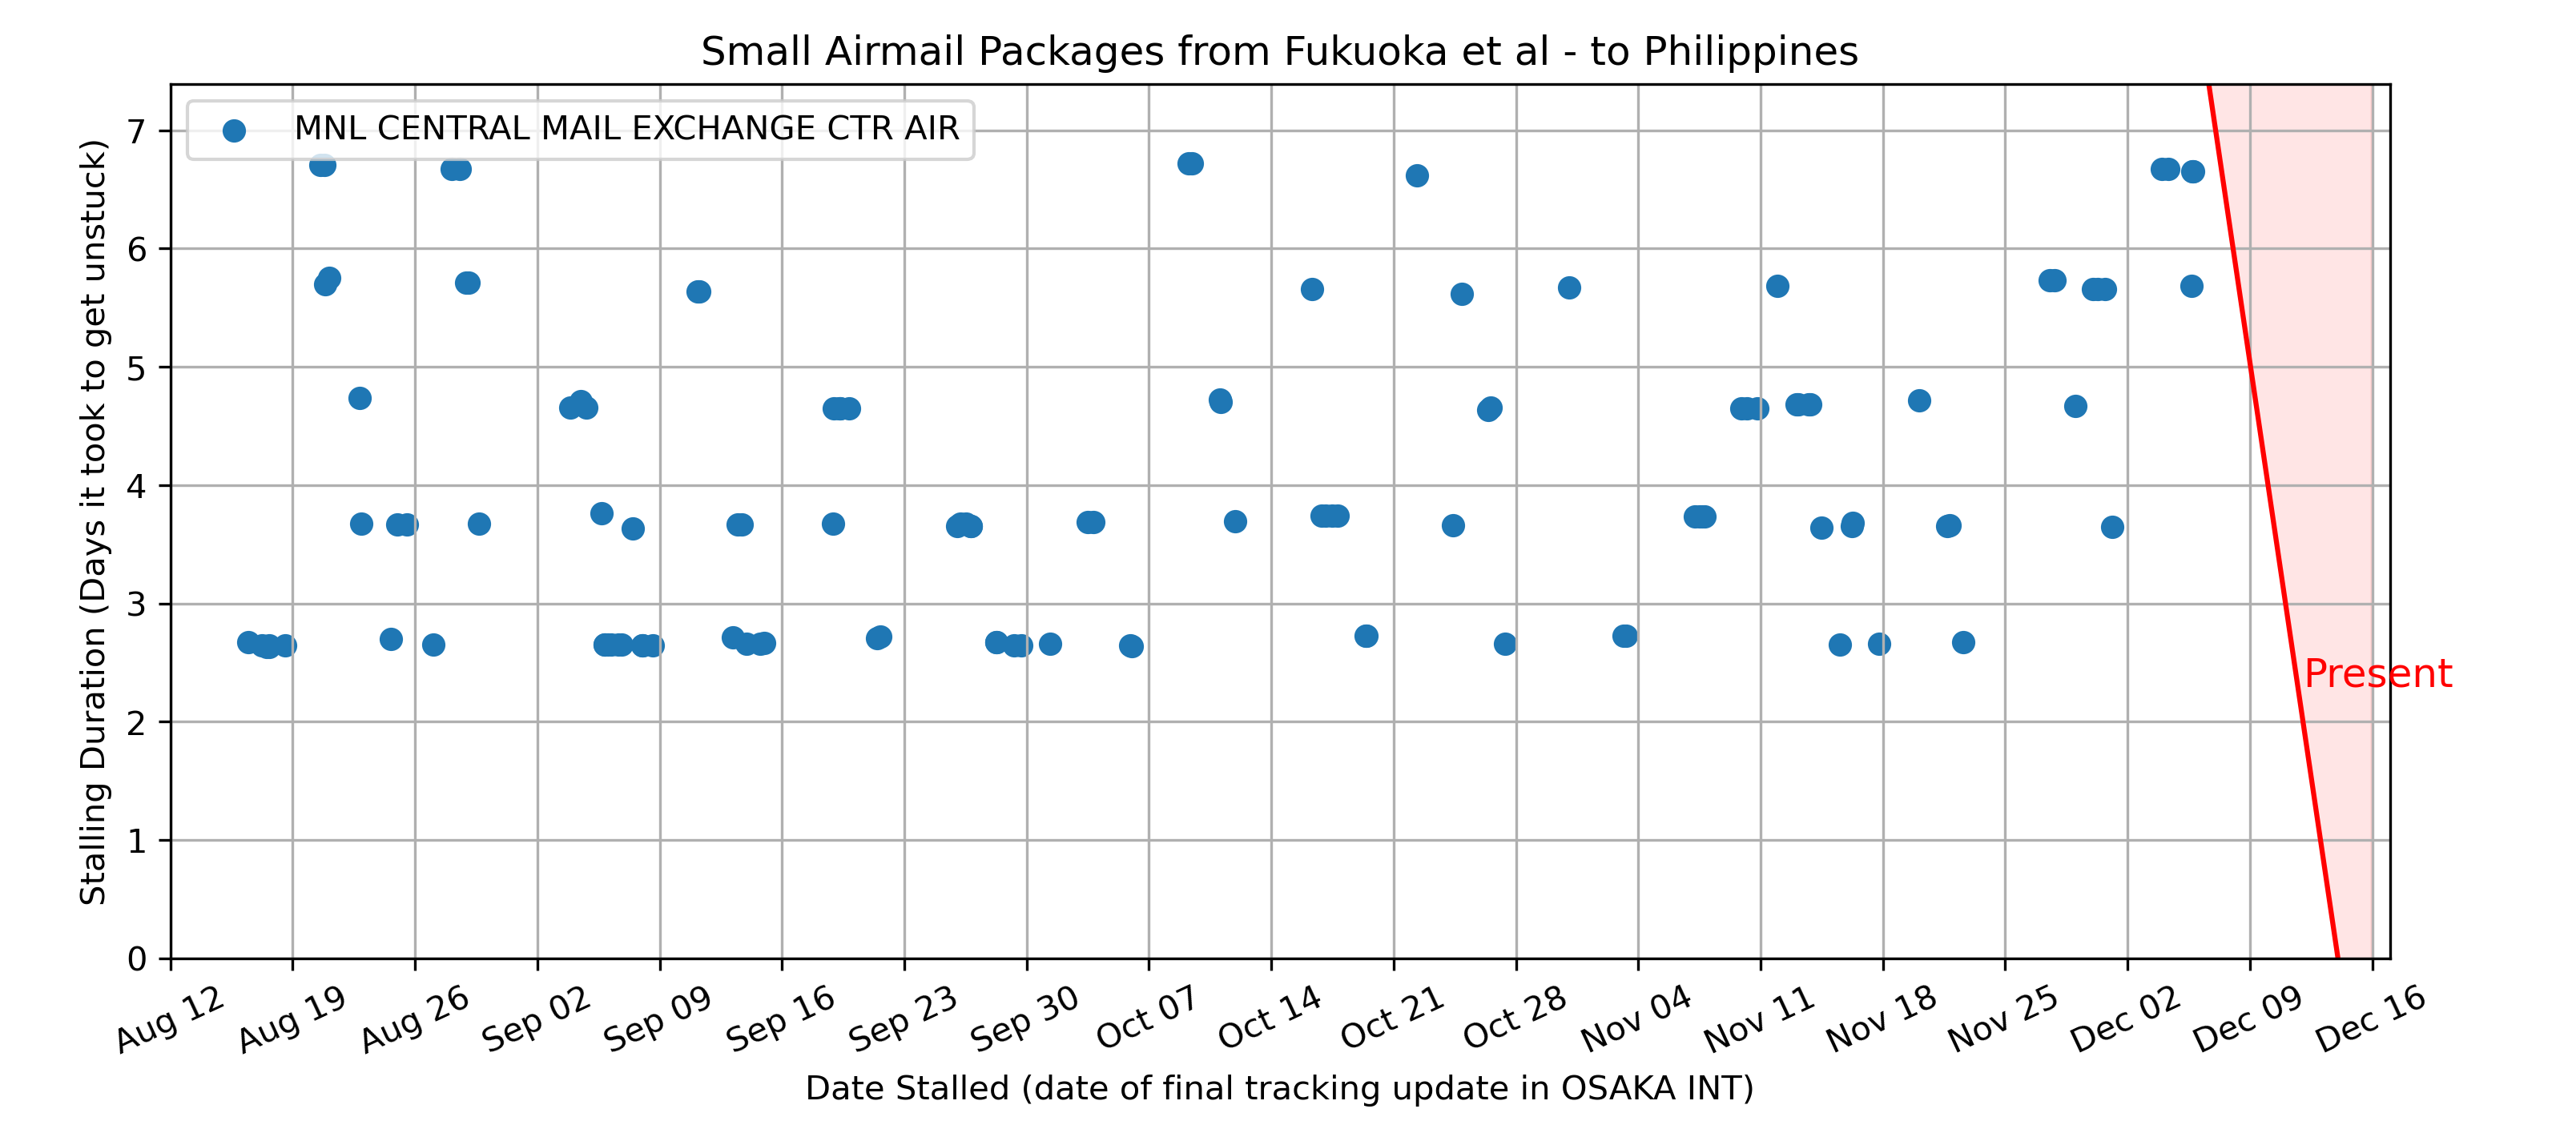 Small Airmail Packages from Fukuoka et al - to Philippines
MNL CENTRAL MAIL EXCHANGE CTR AIR
Stalling Duration (Days it took to get unstuck)
7
6
5
4
3
2
1
0
Present
Aug 12
Aug 19
Aug 26
Sep 02
Sep 09
Sep 16
Sep 23
Sep 30
Oct 07
Oct 14
Oct 21
Oct 28
Nov 04
Nov 11
Nov 18
Nov 25
Dec 02
Dec 09
Dec 16
Date Stalled (date of final tracking update in OSAKA INT)